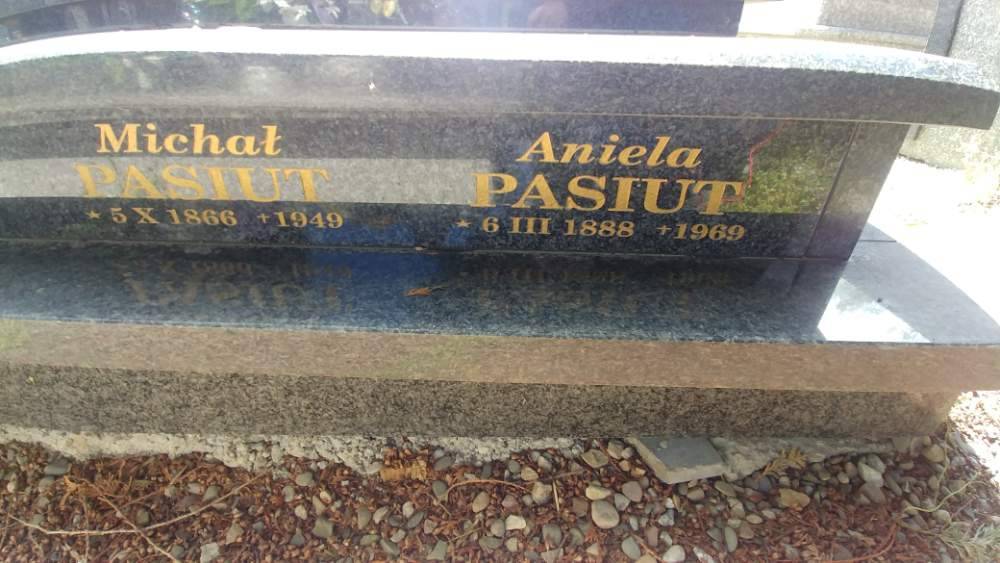 Michał
PASIUT
* 5 X 1866 +1949
Aniela
PASIUT
* 6 III 1888 +1969